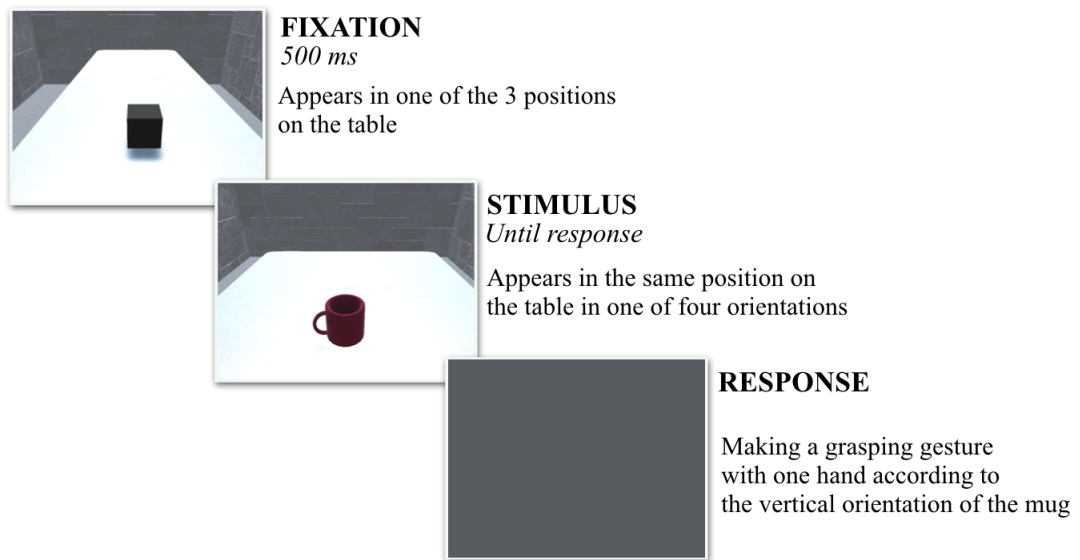 FIXATION
500 ms
Appears in one of the 3 positions
on the table
STIMULUS
Until response
Appears in the same position on
the table in one of four orientations
RESPONSE
Making a grasping gesture
with one hand according to
the vertical orientation of the mug